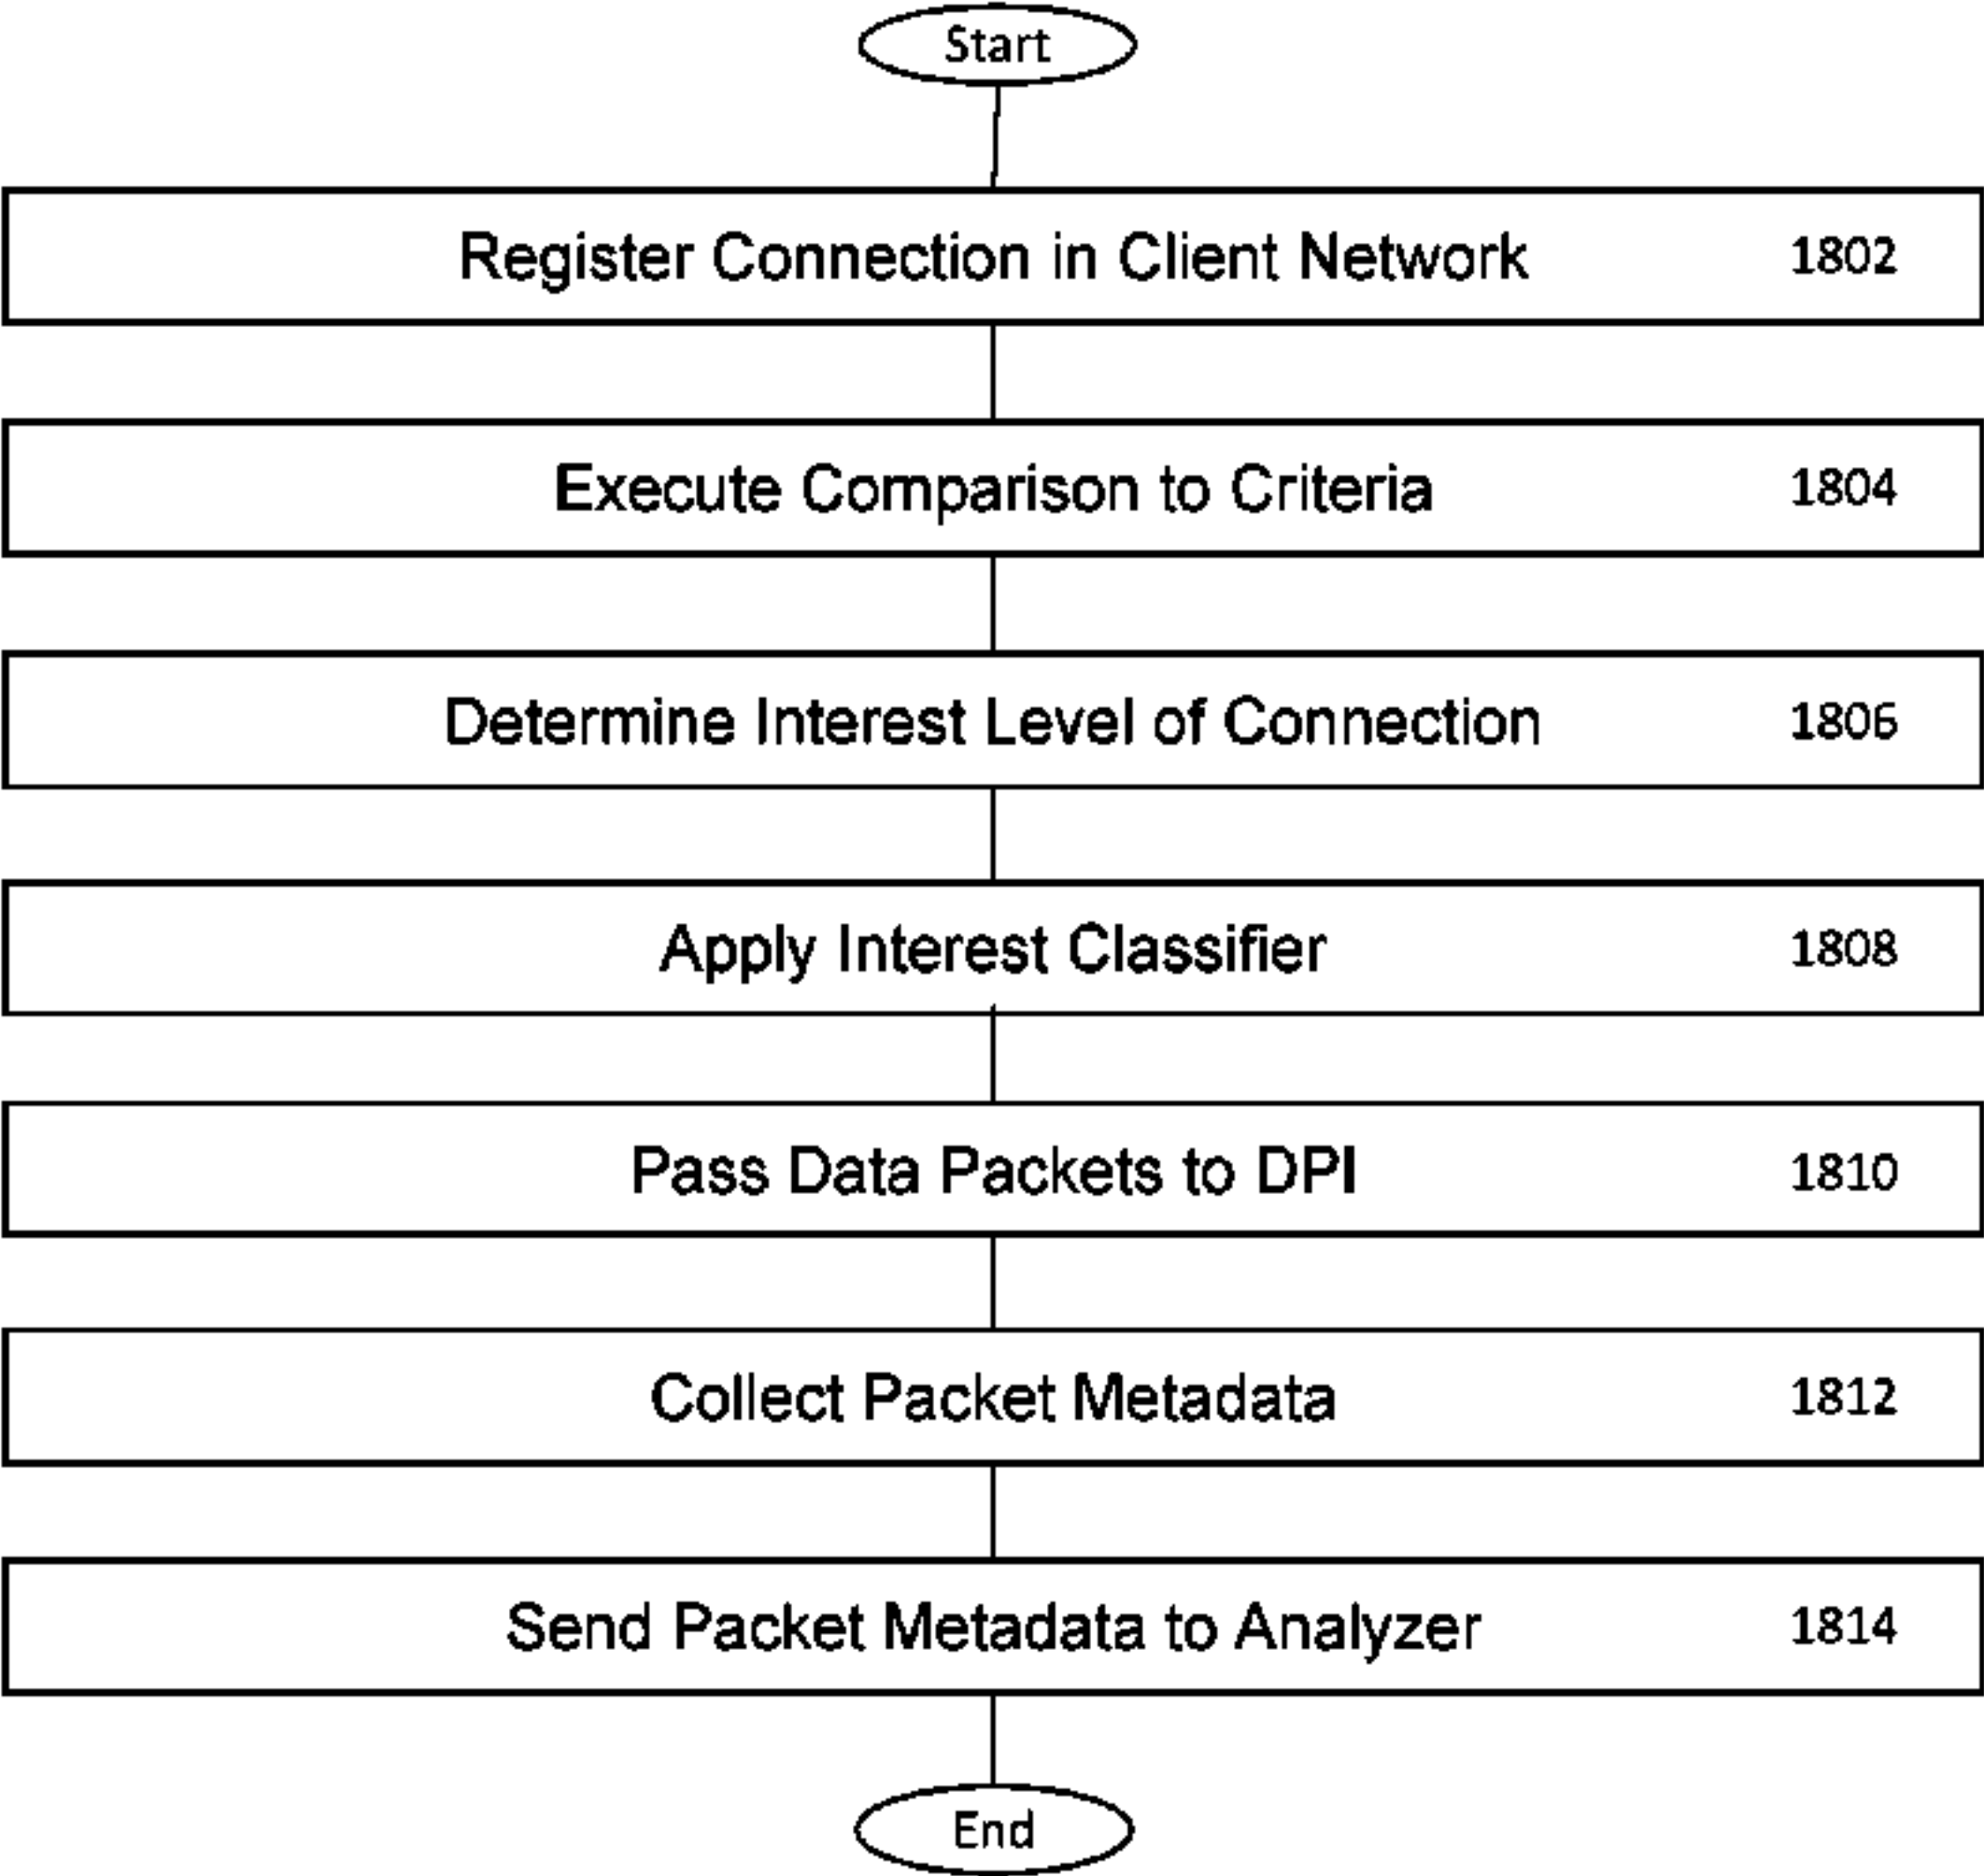 Start
Register Connection in Client Network 1802
Execute Comparison to Criteria 1804
Determine Interest Level of Connection 1806
Apply Interest Classifier 1808
Pass Data Packets to DPI 1810
Collect Packet Metadata 1812
Send Packet Metadata to Analyzer 1814
End